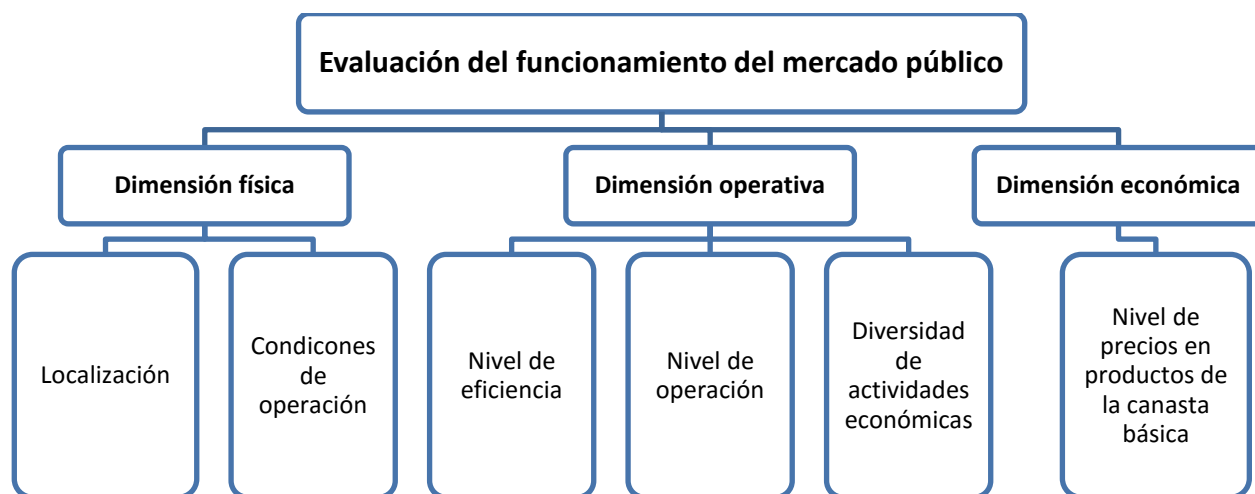 Evaluación del funcionamiento del mercado público
Dimensión física
Dimensión operativa
Dimensión económica
Localización
Condicones
de
operación
Nivel de
eficiencia
Nivel de
operación
Diversidad
de
actividades
económicas
Nivel de
precios en
productos de
la canasta
básica